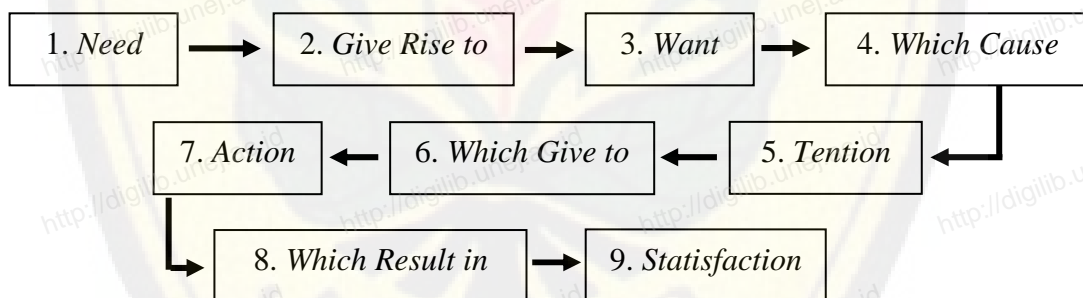 1. Need
2. Give Rise to
3. Want
4. Which Cause
5. Tention
6. Which Give to
7. Action
8. Which Result in
9. Statisfaction